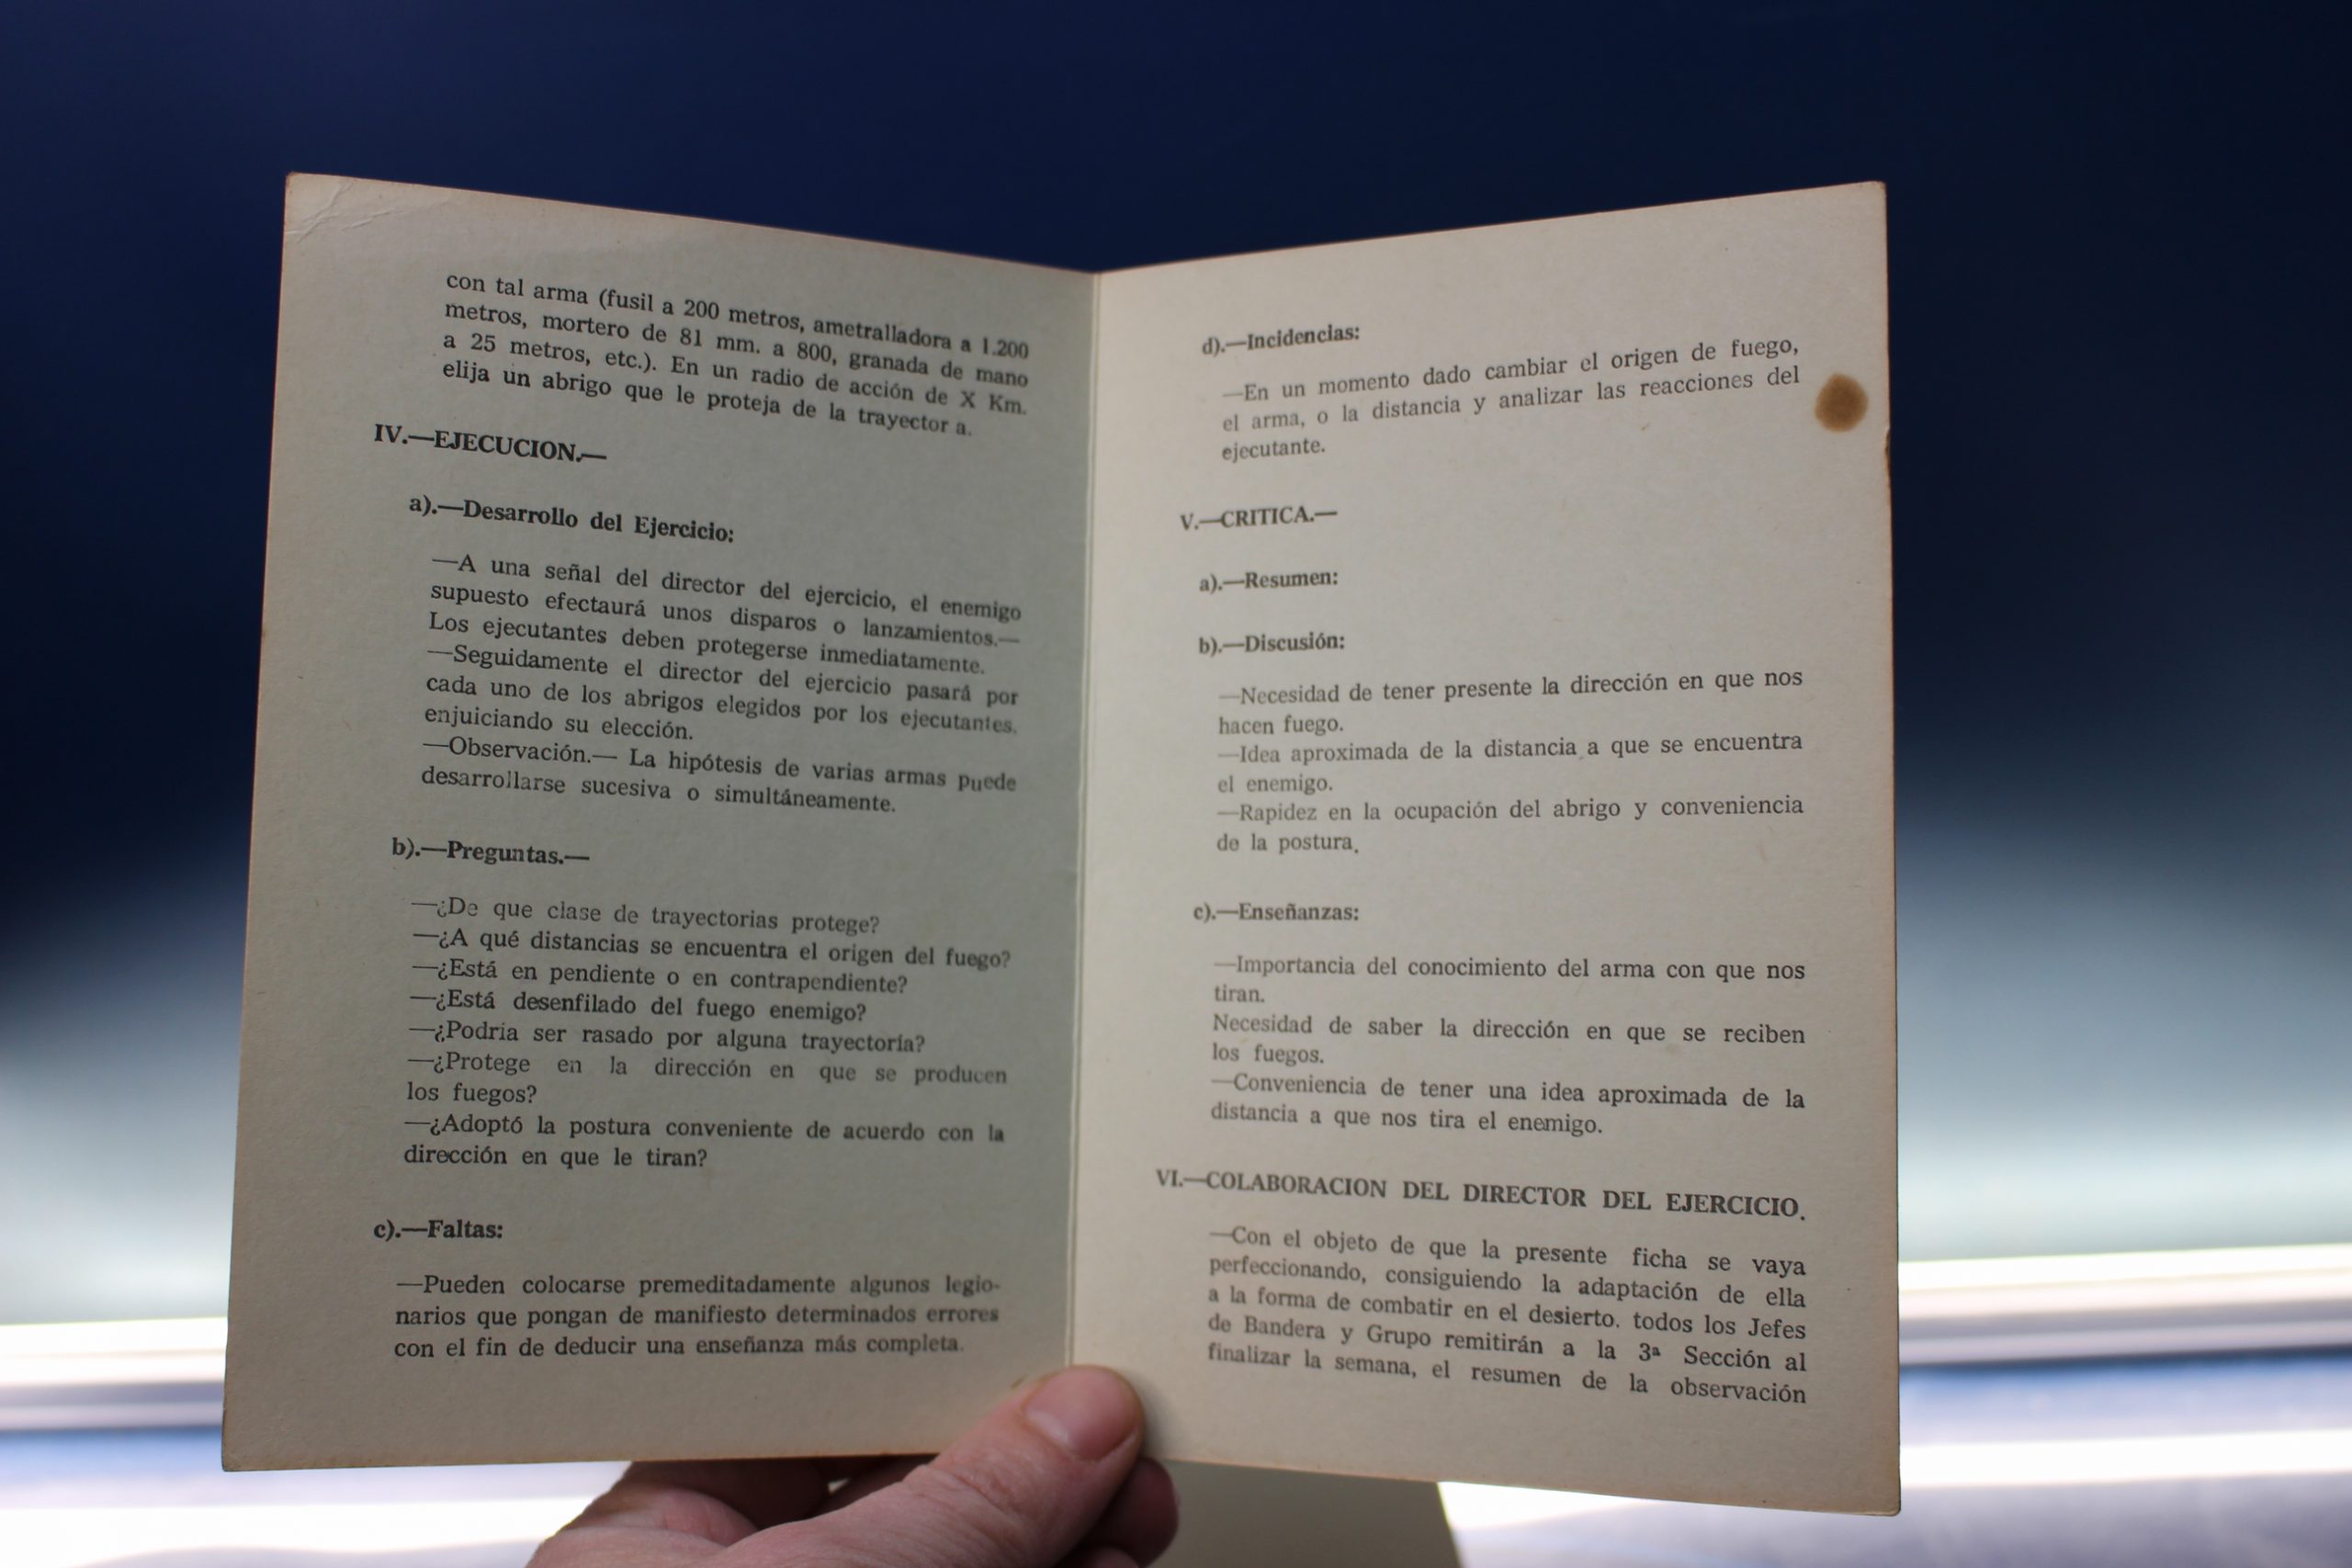 con tal arma (fusil a 200 metros, ametralladora a 1.200
metros, mortero de 81 mm. a 800, granada de mano
a 25 metros, etc.). En un radio de acción de X Km.
elija un abrigo que le proteja de la trayector a.
IV.—EJECUCION.—
a).—Desarrollo del Ejercicio:
—A una señal del director del ejercicio, el enemigo
supuesto efectaurá unos disparos o lanzamientos.—
Los ejecutantes deben protegerse inmediatamente.
—Seguidamente el director del ejercicio pasará por
cada uno de los abrigos elegidos por los ejecutantes.
enjuiciando su elección.
—Observación.— La hipótesis de varias armas puede
desarrollarse sucesiva o simultáneamente.
b).—Preguntas.—
—¿De que clase de trayectorias protege?
—¿A qué distancias se encuentra el origen del fuego?
—¿Está en pendiente o en contrapendiente?
—¿Está desenfilado del fuego enemigo?
—¿Podría ser rasado por alguna trayectoría?
—¿Protege en la dirección en que se producen
los fuegos?
—¿Adoptó la postura conveniente de acuerdo con la
dirección en que le tiran?
c).—Faltas:
—Pueden colocarse premeditadamente algunos legio-
narios que pongan de manifiesto determinados errores
con el fin de deducir una enseñanza más completa.
d).—Incidencias:
—En un momento dado cambiar el origen de fuego,
el arma, o la distancia y analizar las reacciones del
ejecutante.
V.—CRITICA.—
a).—Resumen:
b).—Discusión:
—Necesidad de tener presente la dirección en que nos
hacen fuego.
—Idea aproximada de la distancia a que se encuentra
el enemigo.
—Rapidez en la ocupación del abrigo y conveniencia
de la postura.
c).—Enseñanzas:
—Importancia del conocimiento del arma con que nos
tiran.
Necesidad de saber la dirección en que se reciben
los fuegos.
—Conveniencia de tener una idea aproximada de la
distancia a que nos tira el enemigo.
VI.—COLABORACION DEL DIRECTOR DEL EJERCICIO.
—Con el objeto de que la presente ficha se vaya
perfeccionando, consiguiendo la adaptación de ella
a la forma de combatir en el desierto. todos los Jefes
de Bandera y Grupo remitirán a la 3ª Sección al
finalizar la semana, el resumen de la observación